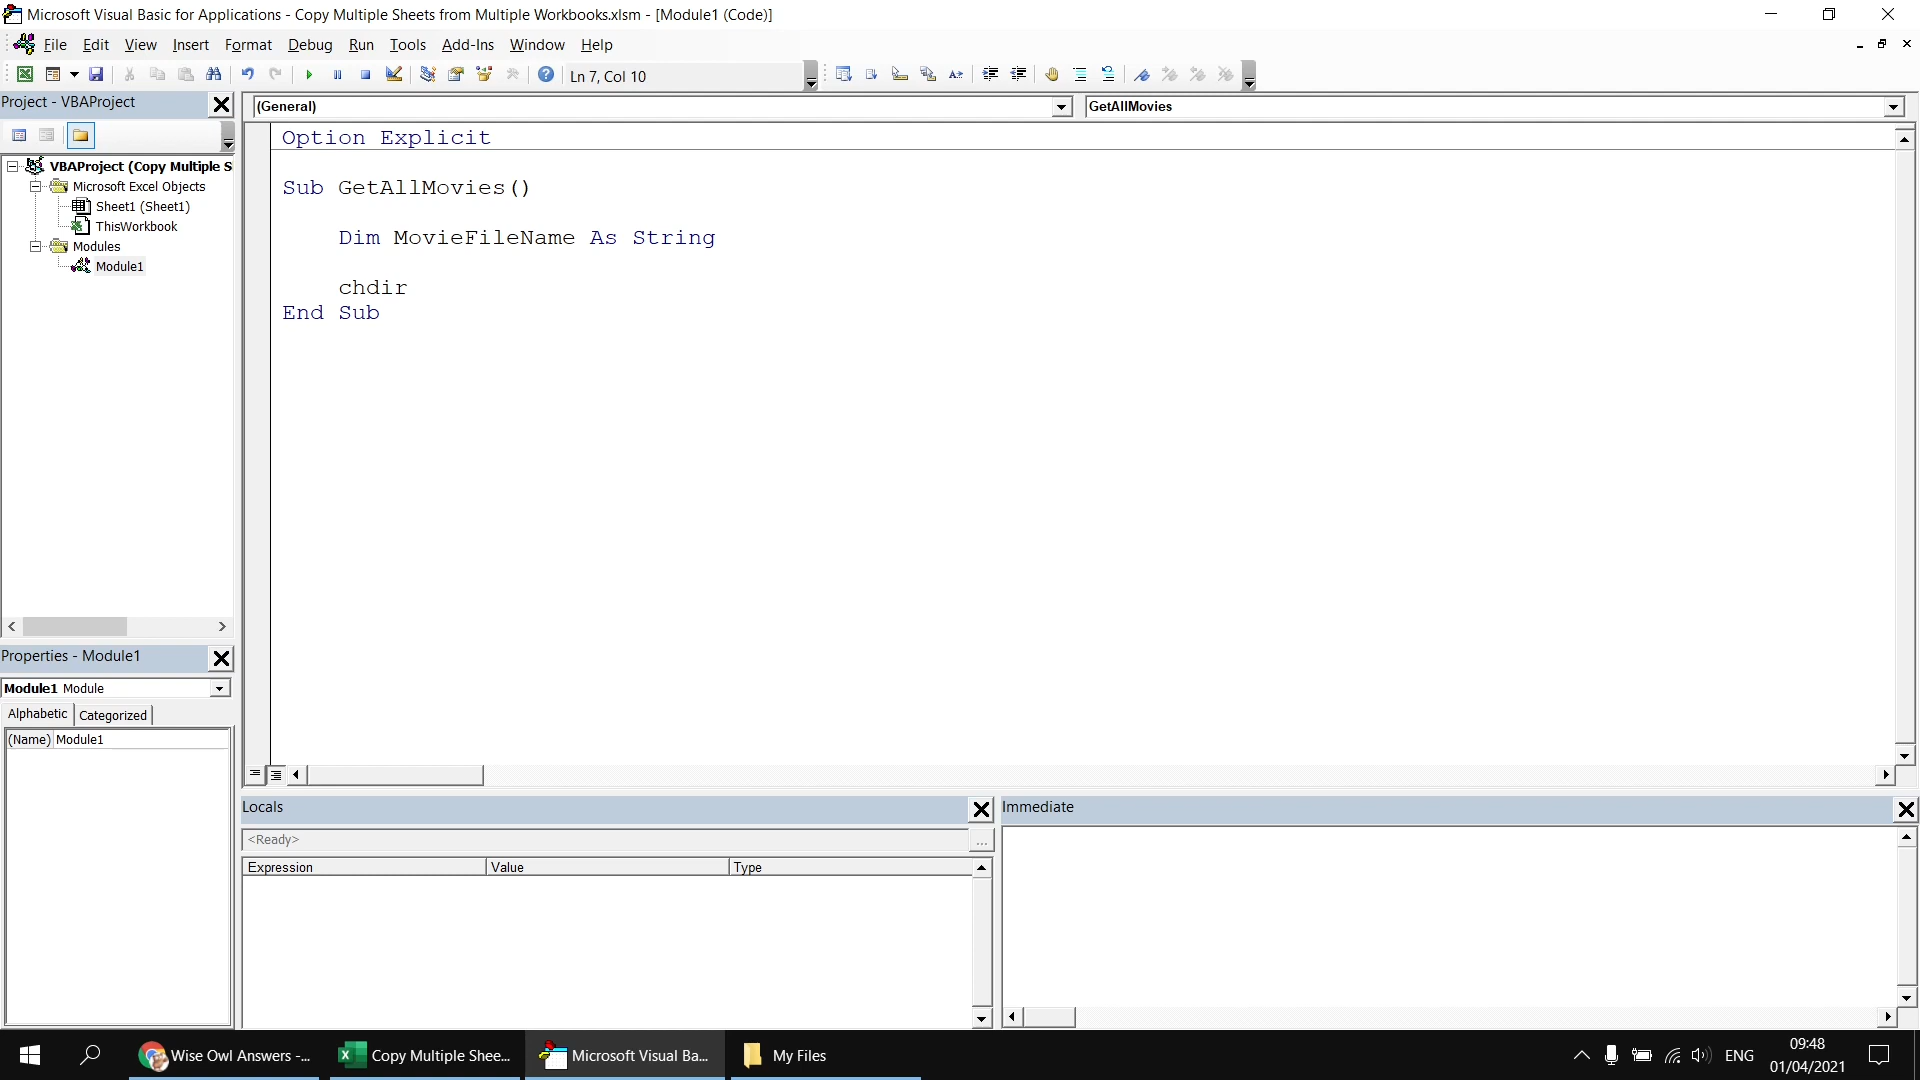 Microsoft Visual Basic for Applications - Copy Multiple Sheets from Multiple Workbooks.xlsm - [Module1 (Code)]
File Edit View Insert Format Debug Run Tools Add-Ins Window Help
Ln 7, Col 10
Project - VBAProject
(General)
GetAllMovies
VBAProject (Copy Multiple S
Microsoft Excel Objects
Sheet1 (Sheet1)
ThisWorkbook
Modules
Module1
Option Explicit
Sub GetAllMovies()
Dim MovieFileName As String
chdir
End Sub
Properties - Module1
Module1 Module
Alphabetic Categorized
(Name) Module1
Locals
<Ready>
...
Expression Value Type
Immediate
Wise Owl Answers -...
Copy Multiple Shee...
Microsoft Visual Ba...
My Files
ENG
09:48
01/04/2021